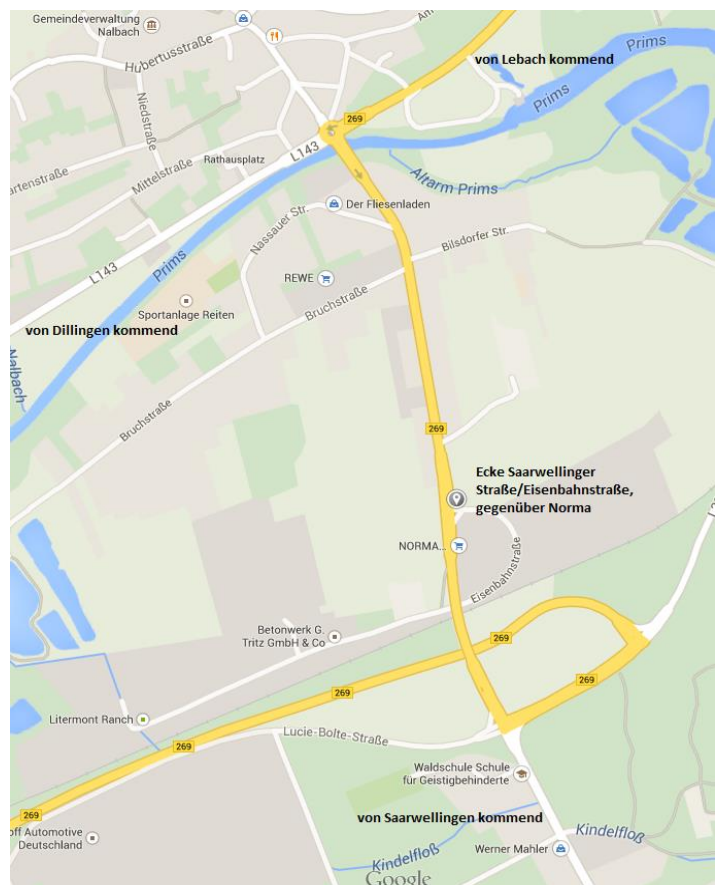 Gemeindeverwaltung
Nalbach
Hubertusstraße
Am
von Lebach kommend
Prims
Niedstraße
269
Prims
L143
Rathausplatz
Mittelstraße
artenstraße
Altarm Prims
Der Fliesenladen
Nassauer Str.
Bilsdorfer Str.
L143
Prims
REWE
Bruchstraße
Sportanlage Reiten
von Dillingen kommend
Nalbach
Bruchstraße
269
Ecke Saarwellinger
Straße/Eisenbahnstraße,
gegenüber Norma
NORMA...
Eisenbahnstraße
Betonwerk G.
Tritz GmbH & Co
269
269
269
Litermont Ranch
Lucie-Bolte-Straße
269
Waldschule Schule
für Geistigbehinderte
269
von Saarwellingen kommend
off Automotive
Deutschland
Kindelfloß
Werner Mahler
Kindelfloß
Google